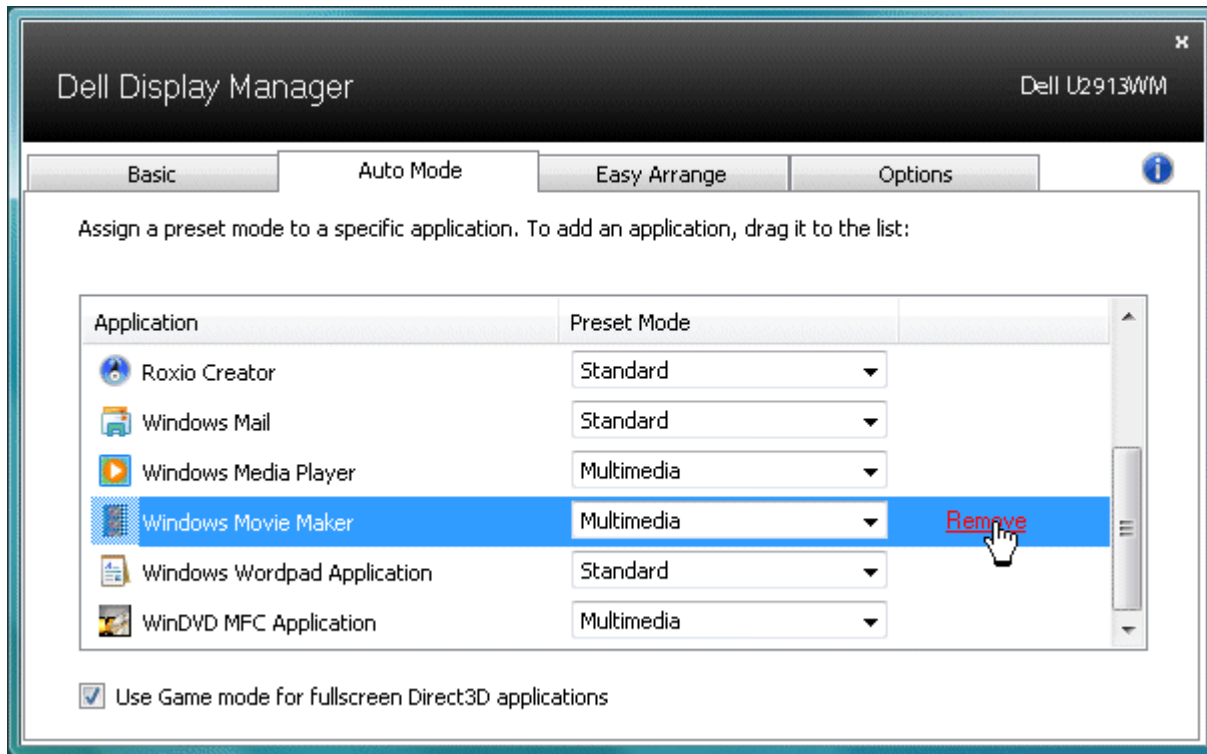 Dell Display Manager
Dell U2913WM
Basic
Auto Mode
Easy Arrange
Options
Assign a preset mode to a specific application. To add an application, drag it to the list:
Application
Preset Mode
Roxio Creator
Standard
Windows Mail
Standard
Windows Media Player
Multimedia
Windows Movie Maker
Multimedia
Remove
Windows Wordpad Application
Standard
WinDVD MFC Application
Multimedia
Use Game mode for fullscreen Direct3D applications